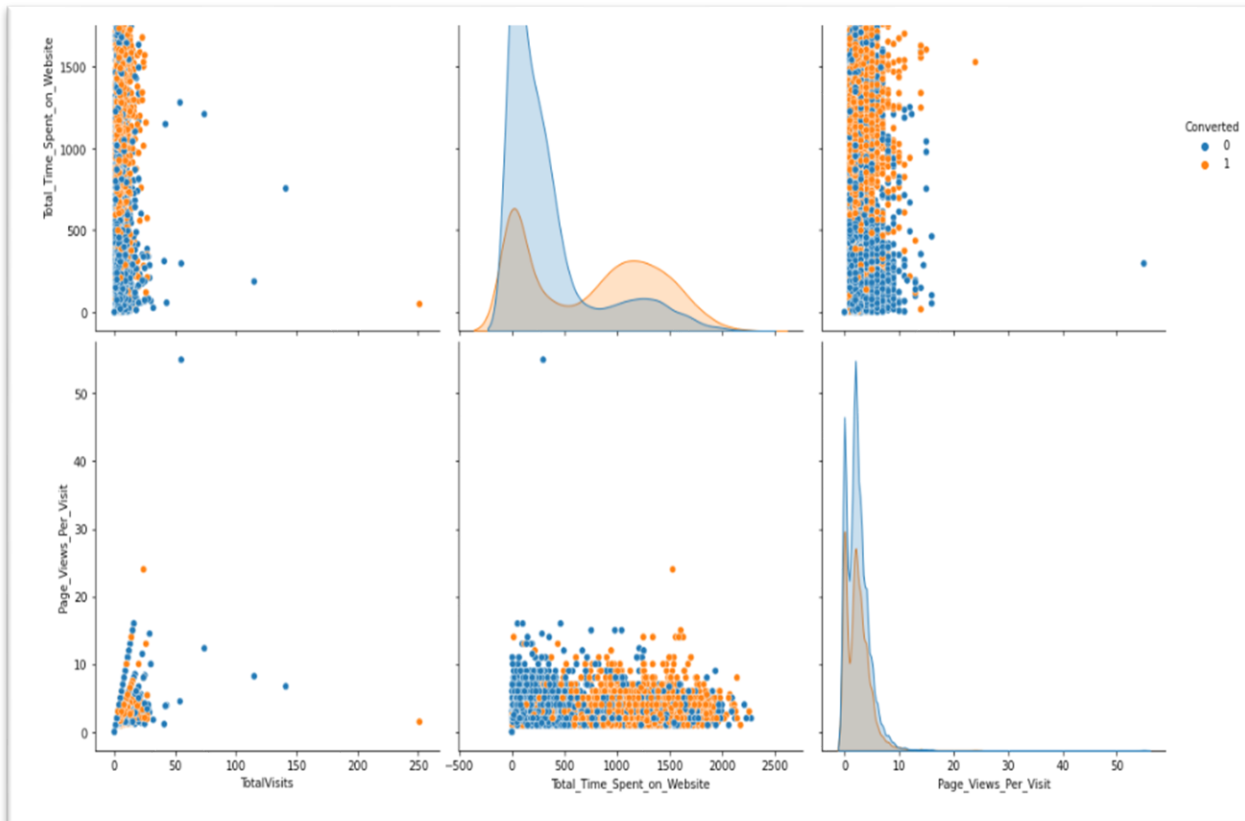 Total_Time_Spent_on_Website
1500
1000
500
0
Converted
0
1
Page_Views_Per_Visit
50
40
30
20
10
0
0 50 100 150 200 250
TotalVisits
−500 0 500 1000 1500 2000 2500
Total_Time_Spent_on_Website
0 10 20 30 40 50
Page_Views_Per_Visit